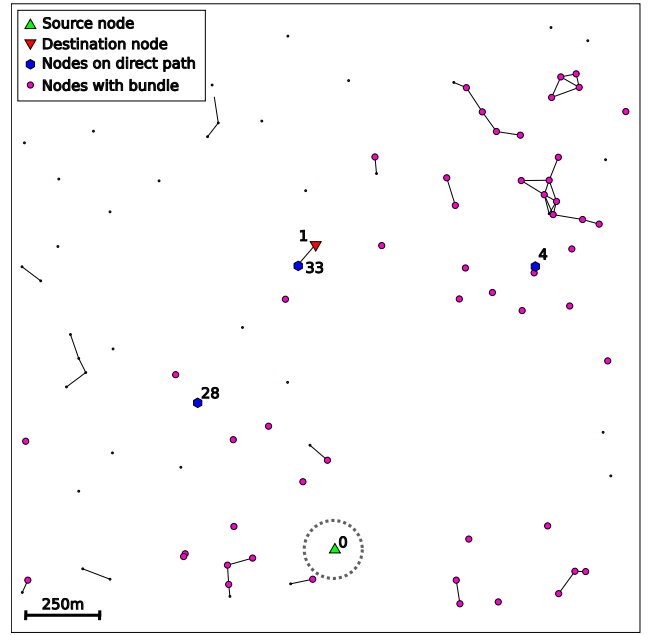 Source node
Destination node
Nodes on direct path
Nodes with bundle
1
33
4
28
0
250m